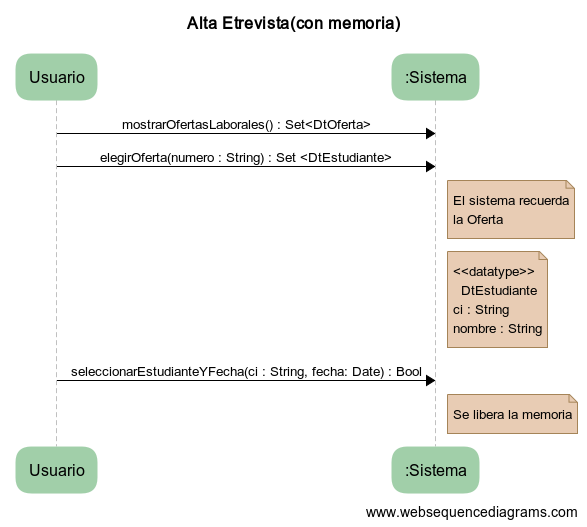 Alta Etrevista(con memoria)
Usuario
:Sistema
mostrarOfertasLaborales() : Set<DtOferta>
elegirOferta(numero : String) : Set <DtEstudiante>
El sistema recuerda
la Oferta
<<datatype>>
DtEstudiante
ci : String
nombre : String
seleccionarEstudianteYFecha(ci : String, fecha: Date) : Bool
Se libera la memoria
Usuario
:Sistema
www.websequencediagrams.com